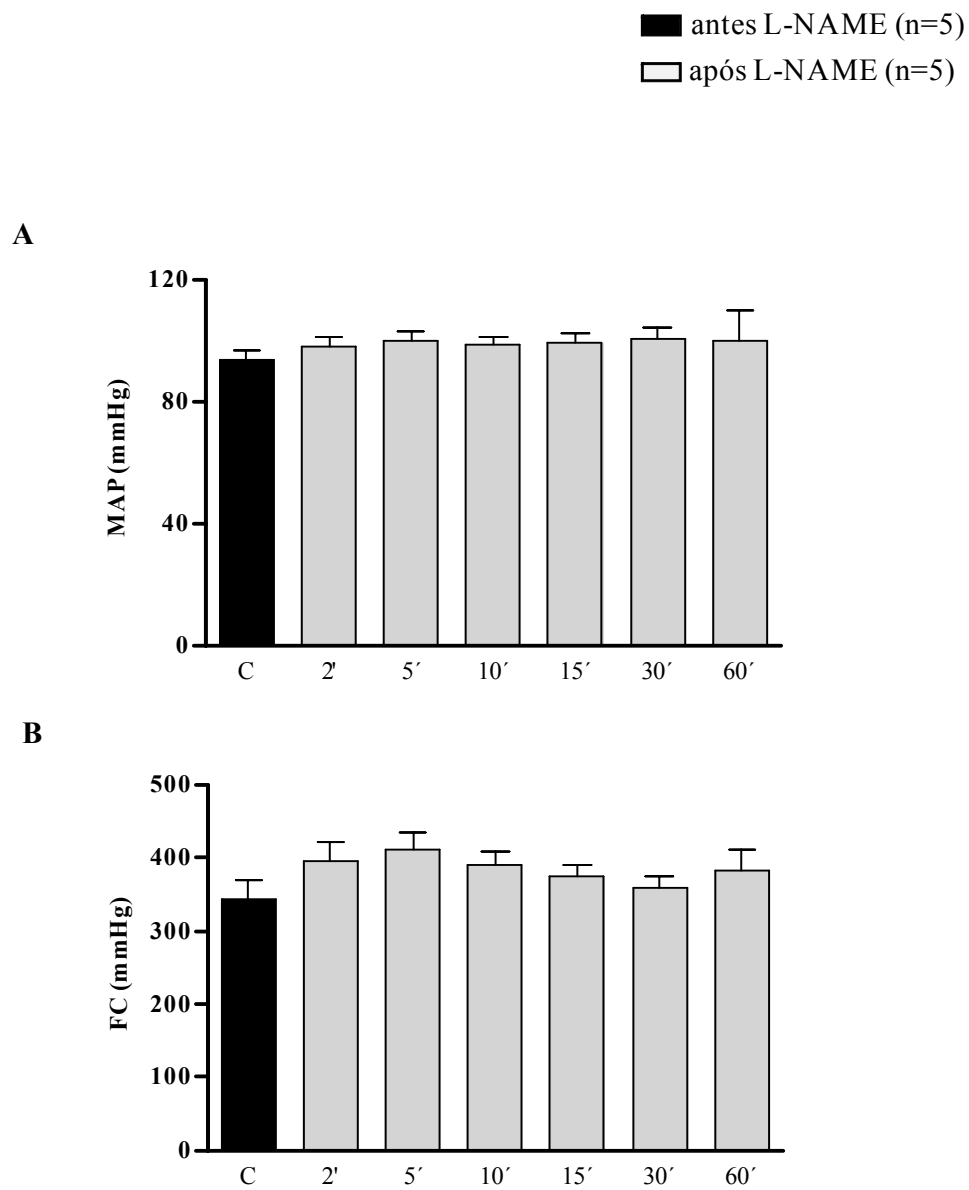 antes L-NAME (n=5)
após L-NAME (n=5)
A
120
80
40
0
MAP (mmHg)
C 2' 5´ 10´ 15´ 30´ 60´
B
500
400
300
200
100
0
FC (mmHg)
C 2' 5´ 10´ 15´ 30´ 60´